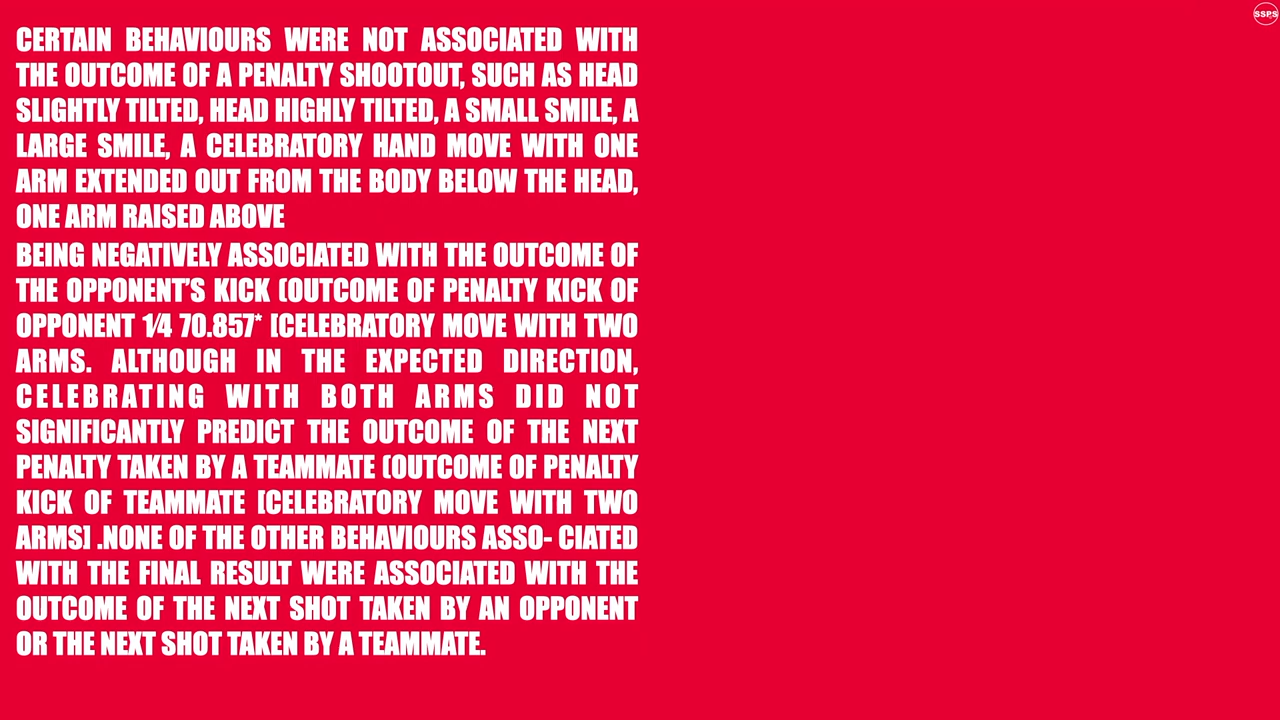 SSPS
CERTAIN BEHAVIOURS WERE NOT ASSOCIATED WITH
THE OUTCOME OF A PENALTY SHOOTOUT, SUCH AS HEAD
SLIGHTLY TILTED, HEAD HIGHLY TILTED, A SMALL SMILE, A
LARGE SMILE, A CELEBRATORY HAND MOVE WITH ONE
ARM EXTENDED OUT FROM THE BODY BELOW THE HEAD,
ONE ARM RAISED ABOVE
BEING NEGATIVELY ASSOCIATED WITH THE OUTCOME OF
THE OPPONENT'S KICK (OUTCOME OF PENALTY KICK OF
OPPONENT 1⁄4 70.857* [CELEBRATORY MOVE WITH TWO
ARMS. ALTHOUGH IN THE EXPECTED DIRECTION,
CELEBRATING WITH BOTH ARMS DID NOT
SIGNIFICANTLY PREDICT THE OUTCOME OF THE NEXT
PENALTY TAKEN BY A TEAMMATE (OUTCOME OF PENALTY
KICK OF TEAMMATE [CELEBRATORY MOVE WITH TWO
ARMS] .NONE OF THE OTHER BEHAVIOURS ASSO- CIATED
WITH THE FINAL RESULT WERE ASSOCIATED WITH THE
OUTCOME OF THE NEXT SHOT TAKEN BY AN OPPONENT
OR THE NEXT SHOT TAKEN BY A TEAMMATE.